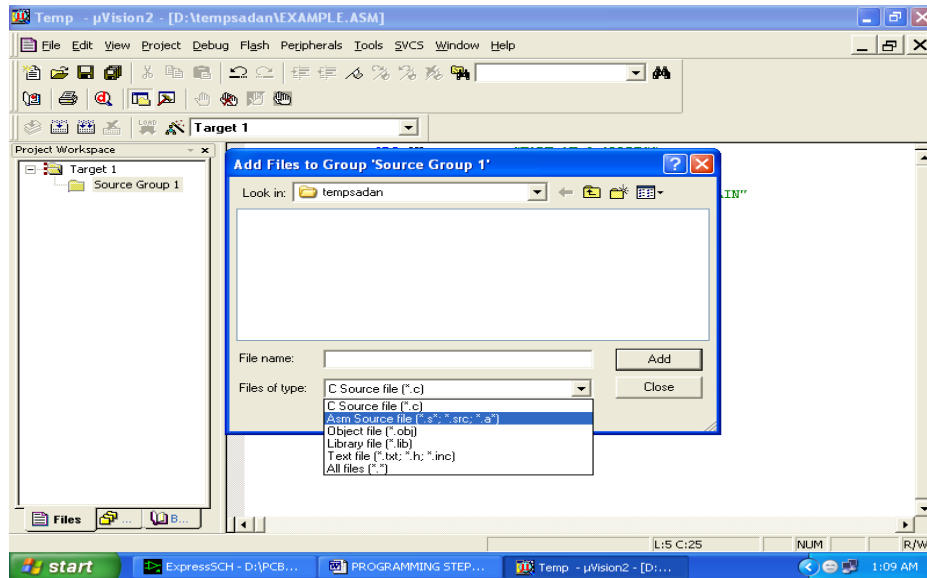 Temp - µVision2 - [D:\tempsadan\EXAMPLE.ASM]
File Edit View Project Debug Flash Peripherals Tools SVCS Window Help
LOAD
Target 1
Project Workspace
Target 1
Source Group 1
Add Files to Group 'Source Group 1'
Look in: tempsadan
File name:
Add
Files of type: C Source file (*.c)
Close
C Source file (*.c)
Asm Source file (*.s*; *.src; *.a*)
Object file (*.obj)
Library file (*.lib)
Text file (*.txt; *.h; *.inc)
All files (*.*)
Files ... B...
L:5 C:25 NUM R/W
start ExpressSCH - D:\PCB... PROGRAMMING STEP... Temp - µVision2 - [D:... 1:09 AM